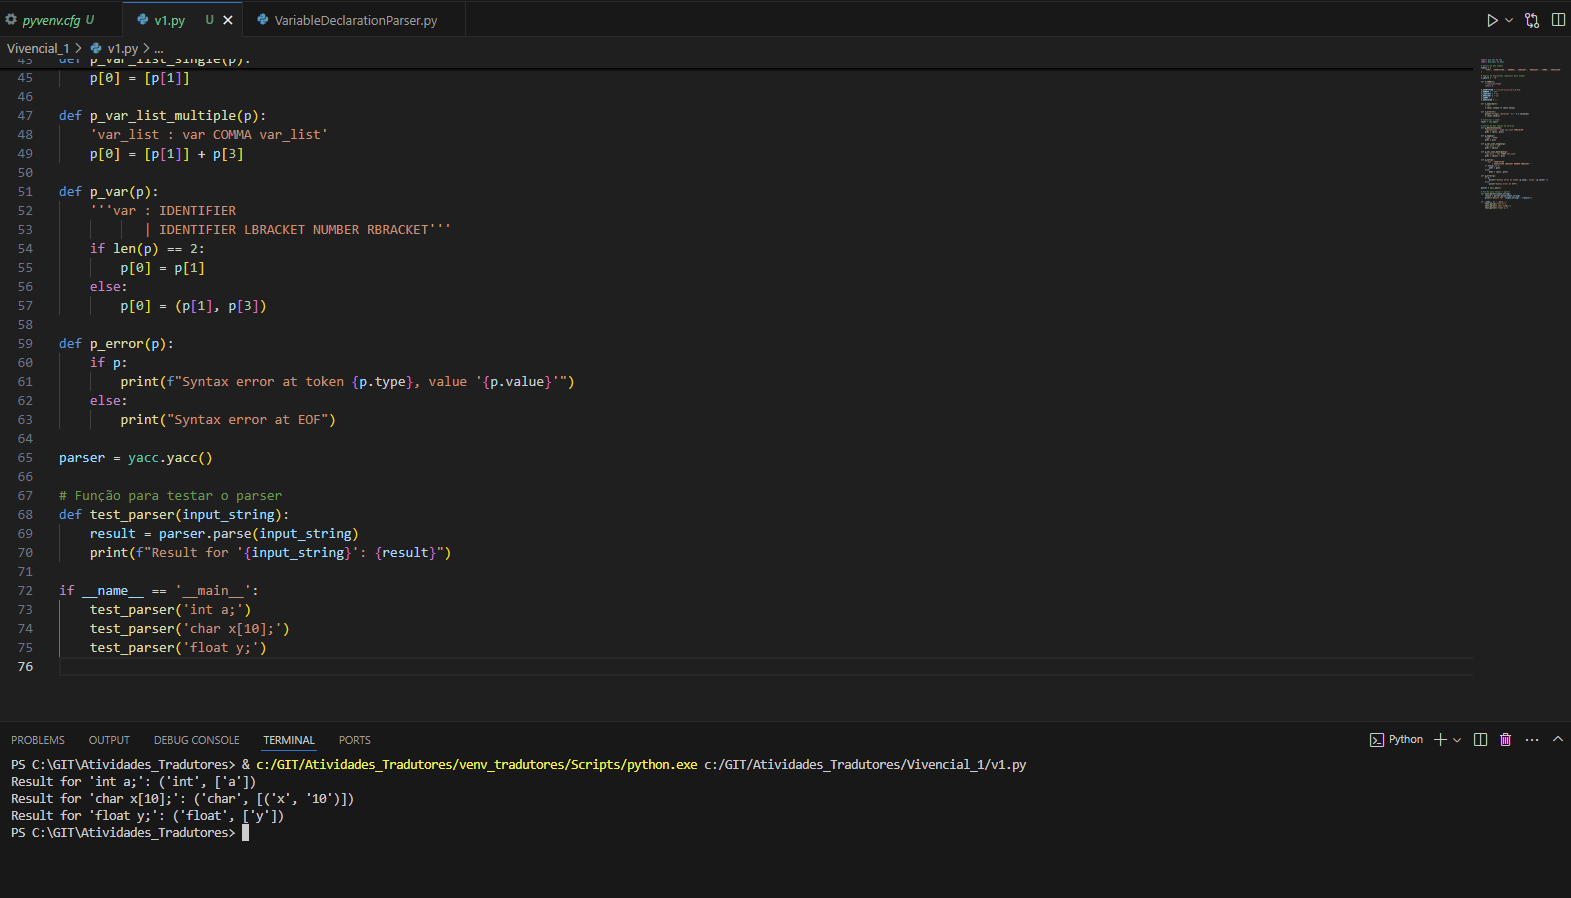 pyvenv.cfg U v1.py U VariableDeclarationParser.py
Vivencial_1 > v1.py > ...
43 def p_var_list_single(p):
45 p[0] = [p[1]]
46
47 def p_var_list_multiple(p):
48 'var_list : var COMMA var_list'
49 p[0] = [p[1]] + p[3]
50
51 def p_var(p):
52 '''var : IDENTIFIER
53 | IDENTIFIER LBRACKET NUMBER RBRACKET'''
54 if len(p) == 2:
55 p[0] = p[1]
56 else:
57 p[0] = (p[1], p[3])
58
59 def p_error(p):
60 if p:
61 print(f"Syntax error at token {p.type}, value '{p.value}'")
62 else:
63 print("Syntax error at EOF")
64
65 parser = yacc.yacc()
66
67 # Função para testar o parser
68 def test_parser(input_string):
69 result = parser.parse(input_string)
70 print(f"Result for '{input_string}': {result}")
71
72 if __name__ == '__main__':
73 test_parser('int a;')
74 test_parser('char x[10];')
75 test_parser('float y;')
76
PROBLEMS OUTPUT DEBUG CONSOLE TERMINAL PORTS Python
PS C:\GIT\Atividades_Tradutores> & c:/GIT/Atividades_Tradutores/venv_tradutores/Scripts/python.exe c:/GIT/Atividades_Tradutores/Vivencial_1/v1.py
Result for 'int a;': ('int', ['a'])
Result for 'char x[10];': ('char', [('x', '10')])
Result for 'float y;': ('float', ['y'])
PS C:\GIT\Atividades_Tradutores>